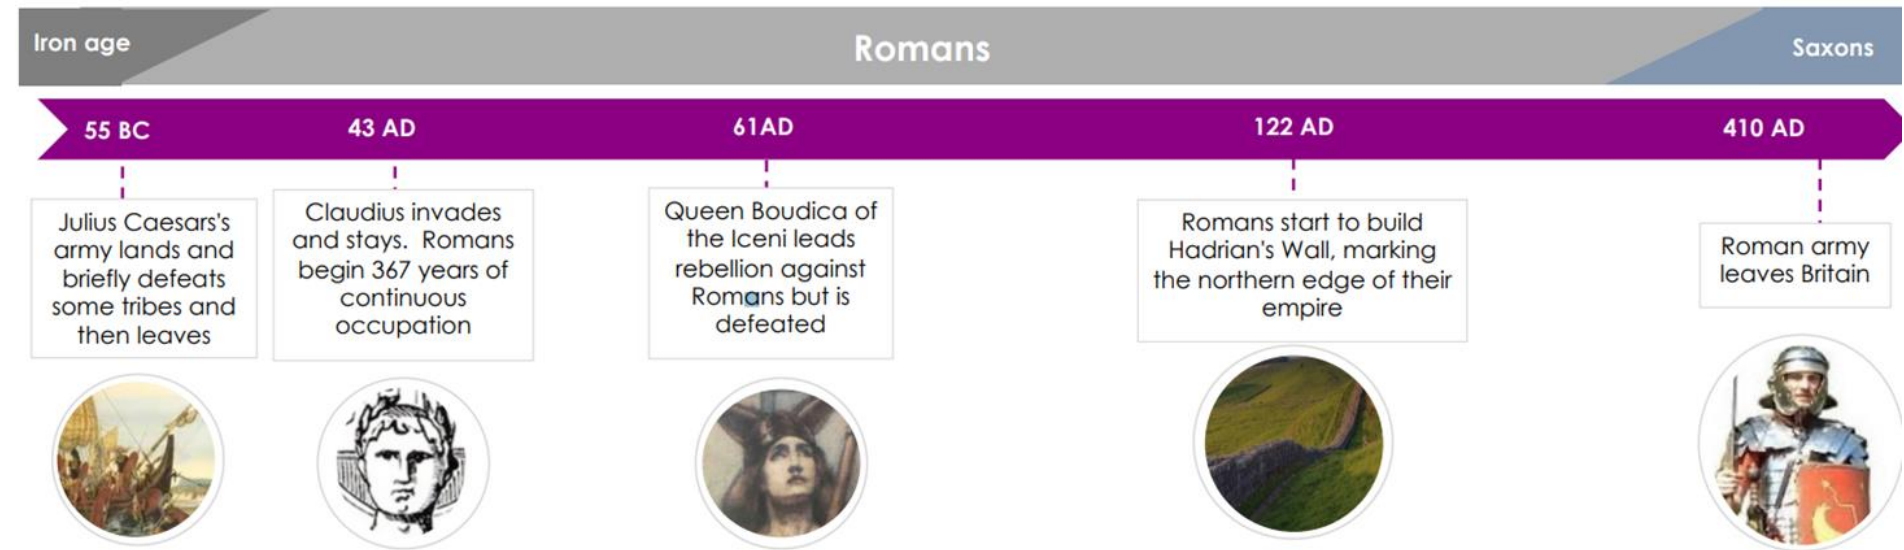 Iron age
Romans
Saxons
55 BC
43 AD
61AD
122 AD
410 AD
Julius Caesars's
army lands and
briefly defeats
some tribes and
then leaves
Claudius invades
and stays.  Romans
begin 367 years of
continuous
occupation
Queen Boudica of
the Iceni leads
rebellion against
Romans but is
defeated
Romans start to build
Hadrian's Wall, marking
the northern edge of their
empire
Roman army
leaves Britain